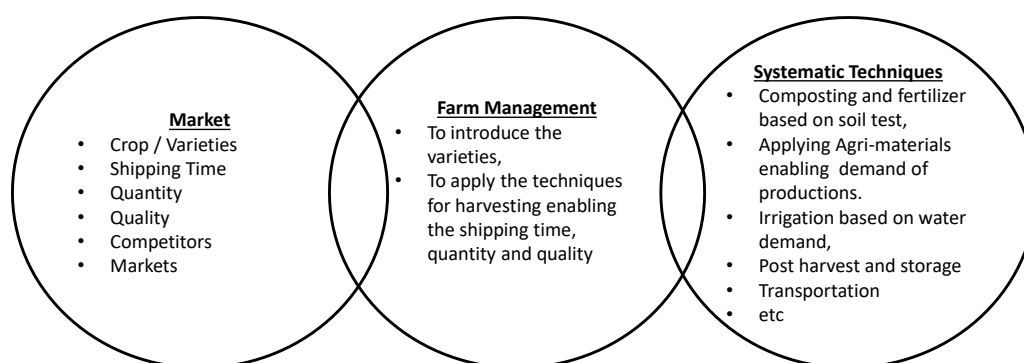 Market
• Crop / Varieties
• Shipping Time
• Quantity
• Quality
• Competitors
• Markets
Farm Management
• To introduce the
varieties,
• To apply the techniques
for harvesting enabling
the shipping time,
quantity and quality
Systematic Techniques
• Composting and fertilizer
based on soil test,
• Applying Agri-materials
enabling  demand of
productions.
• Irrigation based on water
demand,
• Post harvest and storage
• Transportation
• etc